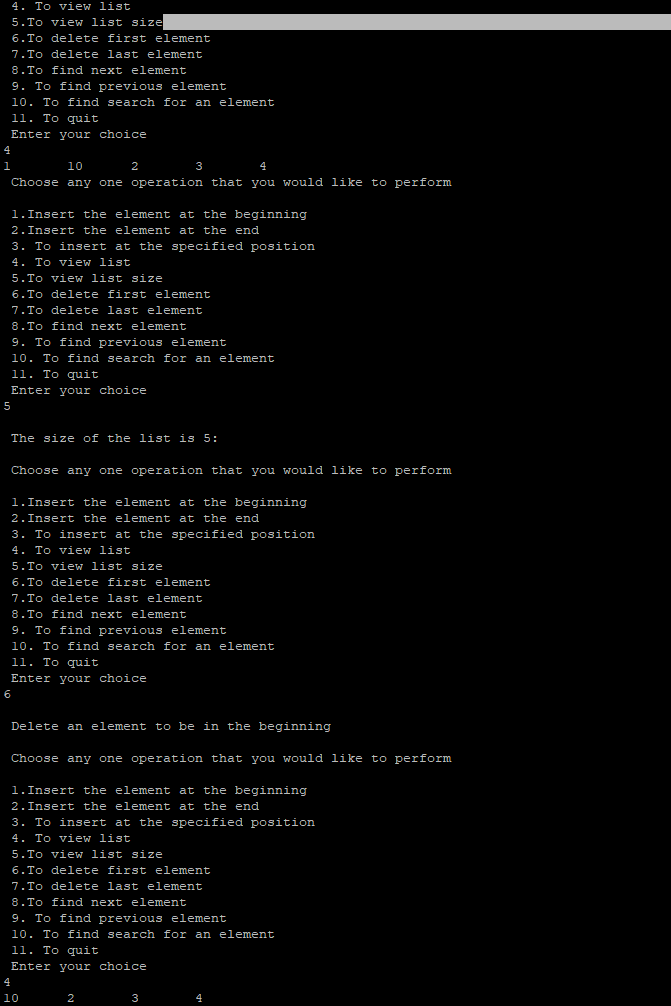 4. To view list
5.To view list size
6.To delete first element
7.To delete last element
8.To find next element
9. To find previous element
10. To find search for an element
11. To quit
Enter your choice
4
1 10 2 3 4
Choose any one operation that you would like to perform
1.Insert the element at the beginning
2.Insert the element at the end
3. To insert at the specified position
4. To view list
5.To view list size
6.To delete first element
7.To delete last element
8.To find next element
9. To find previous element
10. To find search for an element
11. To quit
Enter your choice
5
The size of the list is 5:
Choose any one operation that you would like to perform
1.Insert the element at the beginning
2.Insert the element at the end
3. To insert at the specified position
4. To view list
5.To view list size
6.To delete first element
7.To delete last element
8.To find next element
9. To find previous element
10. To find search for an element
11. To quit
Enter your choice
6
Delete an element to be in the beginning
Choose any one operation that you would like to perform
1.Insert the element at the beginning
2.Insert the element at the end
3. To insert at the specified position
4. To view list
5.To view list size
6.To delete first element
7.To delete last element
8.To find next element
9. To find previous element
10. To find search for an element
11. To quit
Enter your choice
4
10 2 3 4